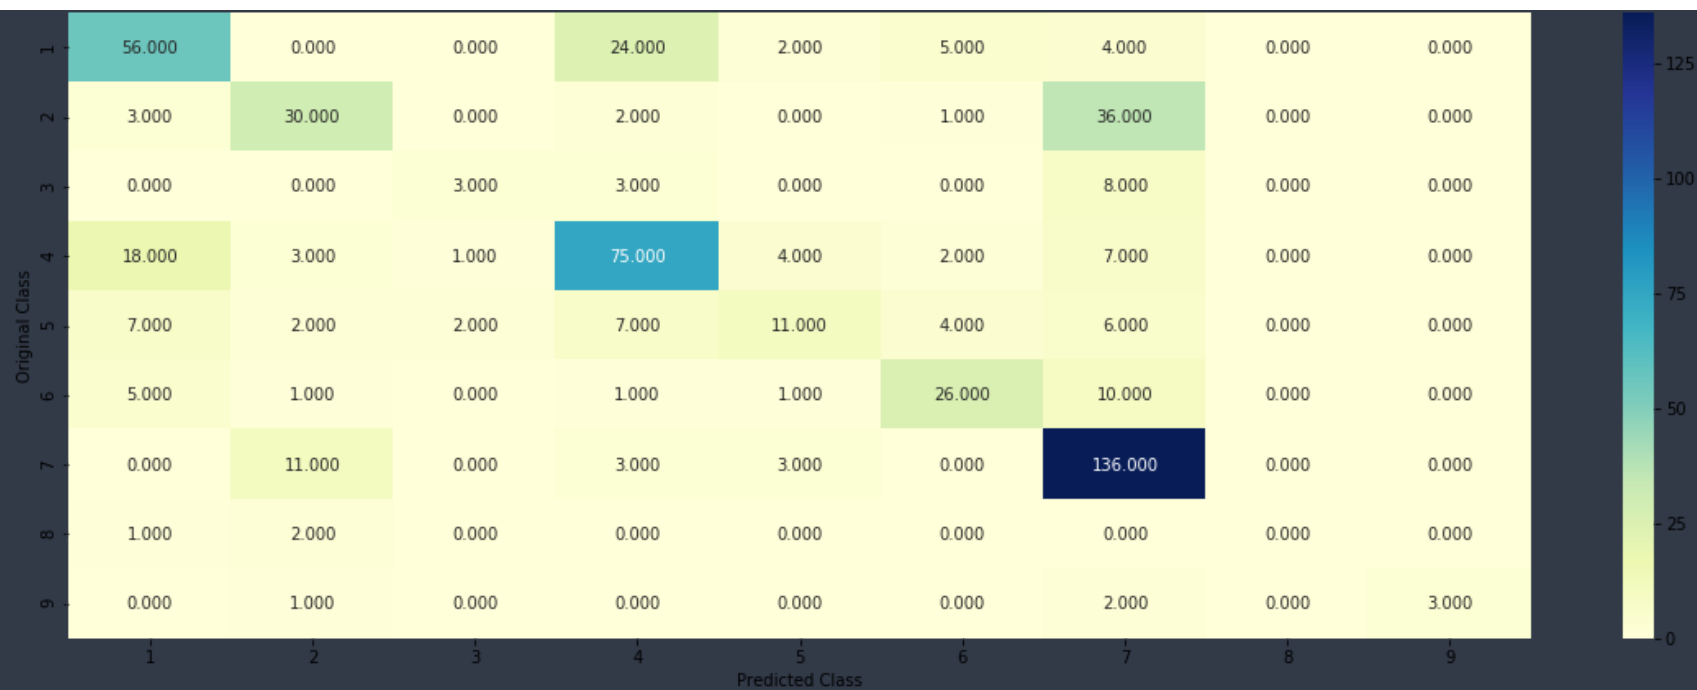 1 56.000 0.000 0.000 24.000 2.000 5.000 4.000 0.000 0.000
125
2 3.000 30.000 0.000 2.000 0.000 1.000 36.000 0.000 0.000
3 0.000 0.000 3.000 3.000 0.000 0.000 8.000 0.000 0.000
100
4 18.000 3.000 1.000 75.000 4.000 2.000 7.000 0.000 0.000
75
Original Class
5 7.000 2.000 2.000 7.000 11.000 4.000 6.000 0.000 0.000
6 5.000 1.000 0.000 1.000 1.000 26.000 10.000 0.000 0.000
50
7 0.000 11.000 0.000 3.000 3.000 0.000 136.000 0.000 0.000
25
8 1.000 2.000 0.000 0.000 0.000 0.000 0.000 0.000 0.000
9 0.000 1.000 0.000 0.000 0.000 0.000 2.000 0.000 3.000
0
1 2 3 4 5 6 7 8 9
Predicted Class